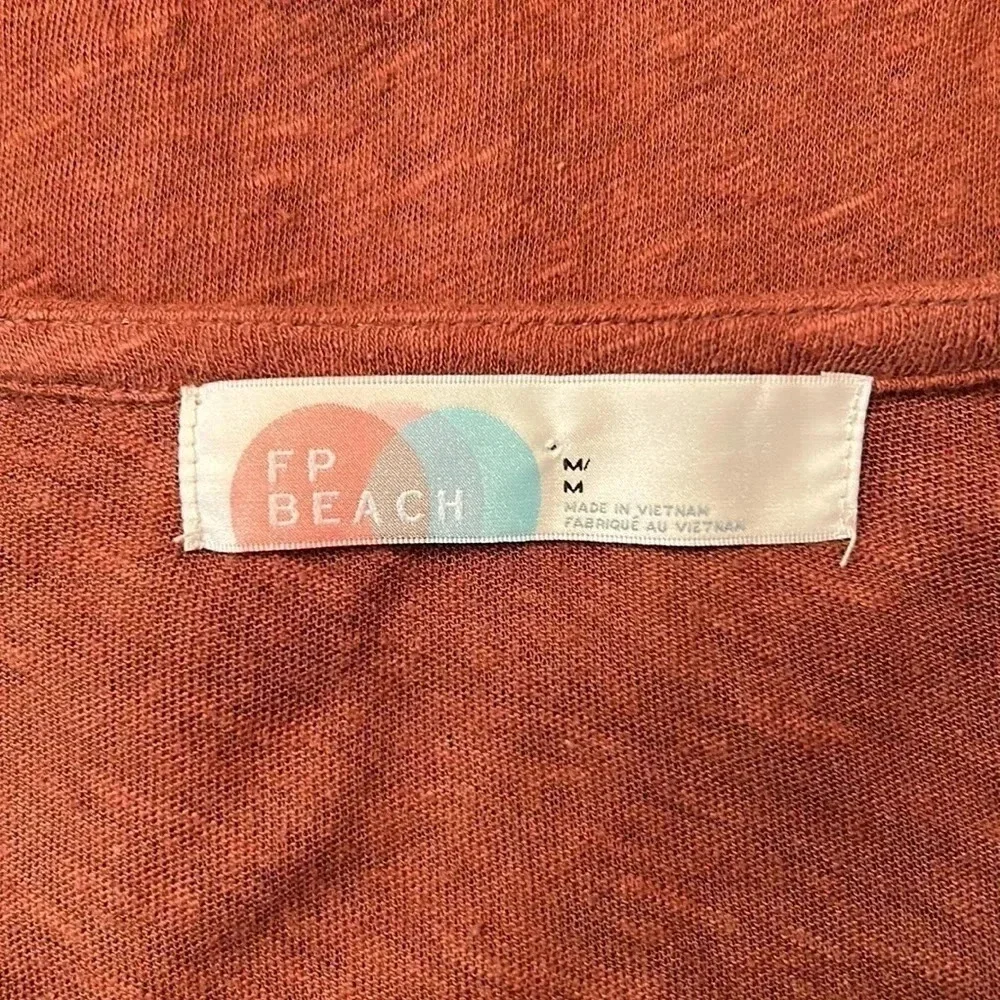 FP
BEACH
M/
M
MADE IN VIETNAM
FABRIQUÉ AU VIETNAM